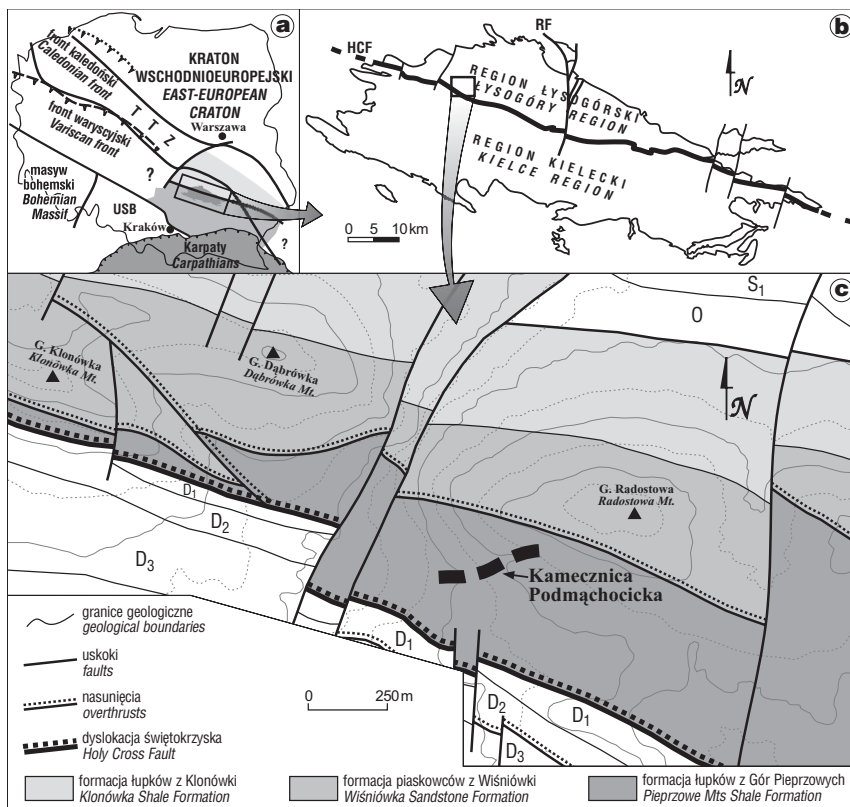 a
front kaledoński
Caledonian front
KRATON
WSCHODNIOEUROPEJSKI
EAST-EUROPEAN
CRATON
Warszawa
TTZ
front waryscyjski
Variscan front
?
masyw
bohemski
Bohemian
Massif
USB
Kraków
?
Karpaty
Carpathians
b
RF
HCF
REGION ŁYSOGÓRSKI
ŁYSOGÓRY REGION
N
REGION KIELECKI
KIELCE REGION
0 5 10 km
c
S1
O
G. Klonówka
Klonówka Mt.
G. Dąbrówka
Dąbrówka Mt.
N
G. Radostowa
Radostowa Mt.
D1
D2
D3
Kamecznica
Podmąchocicka
D1
D2
D1
D3
0 250 m
granice geologiczne
geological boundaries
uskoki
faults
nasunięcia
overthrusts
dyslokacja świętokrzyska
Holy Cross Fault
formacja łupków z Klonówki
Klonówka Shale Formation
formacja piaskowców z Wiśniówki
Wiśniówka Sandstone Formation
formacja łupków z Gór Pieprzowych
Pieprzowe Mts Shale Formation